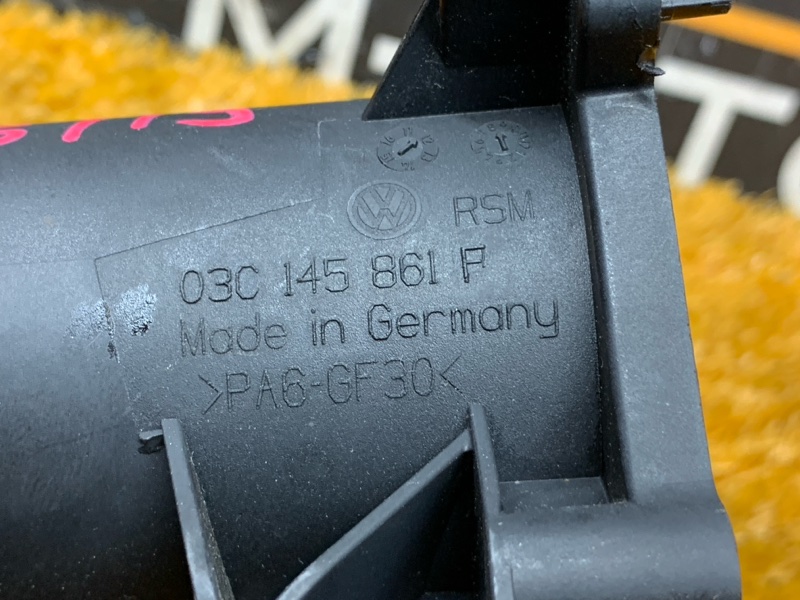 RSM
03C 145 861 F
Made in Germany
>PA6-GF30<